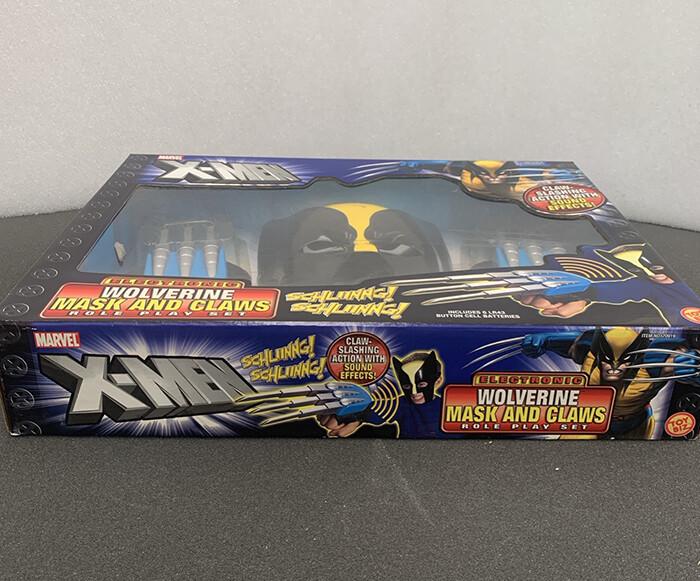 MARVEL
X-MEN
CLAW-
SLASHING
ACTION WITH
SOUND
EFFECTS!
ELECTRONIC
WOLVERINE
MASK AND CLAWS
ROLE PLAY SET
SCHLIINNG!
SCHLIINNG!
INCLUDES 6 LR43
BUTTON CELL BATTERIES
MARVEL
X-MEN
SCHLIINNG!
SCHLIINNG!
CLAW-
SLASHING
ACTION WITH
SOUND
EFFECTS!
ELECTRONIC
WOLVERINE
MASK AND CLAWS
ROLE PLAY SET
TOY
BIZ